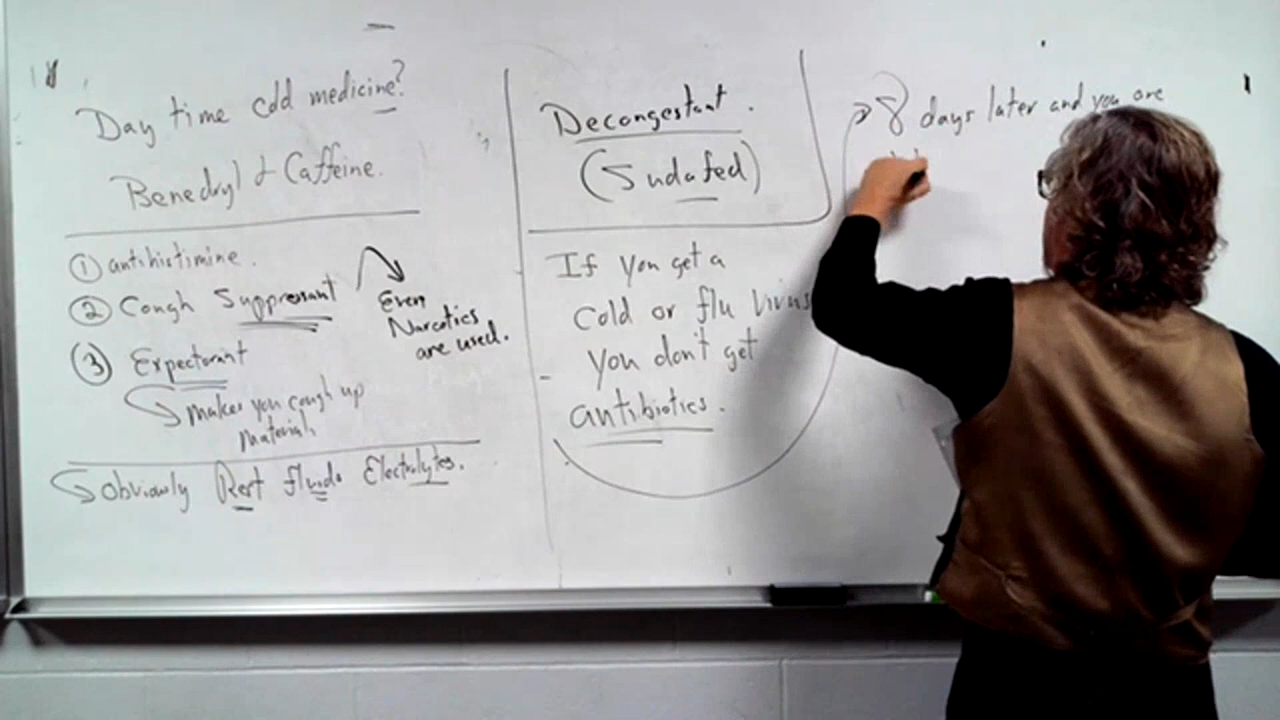 Day time cold medicine?
Benedryl & Caffeine.
① antihistimine.
② Cough Suppressant
Even
Narcotics
are used.
③ Expectorant
makes you cough up
material.
Obviously Rest fluids Electrolytes.
Decongestant.
(Sudafed)
If you get a
cold or flu virus
you don't get
antibiotics.
8 days later and you are